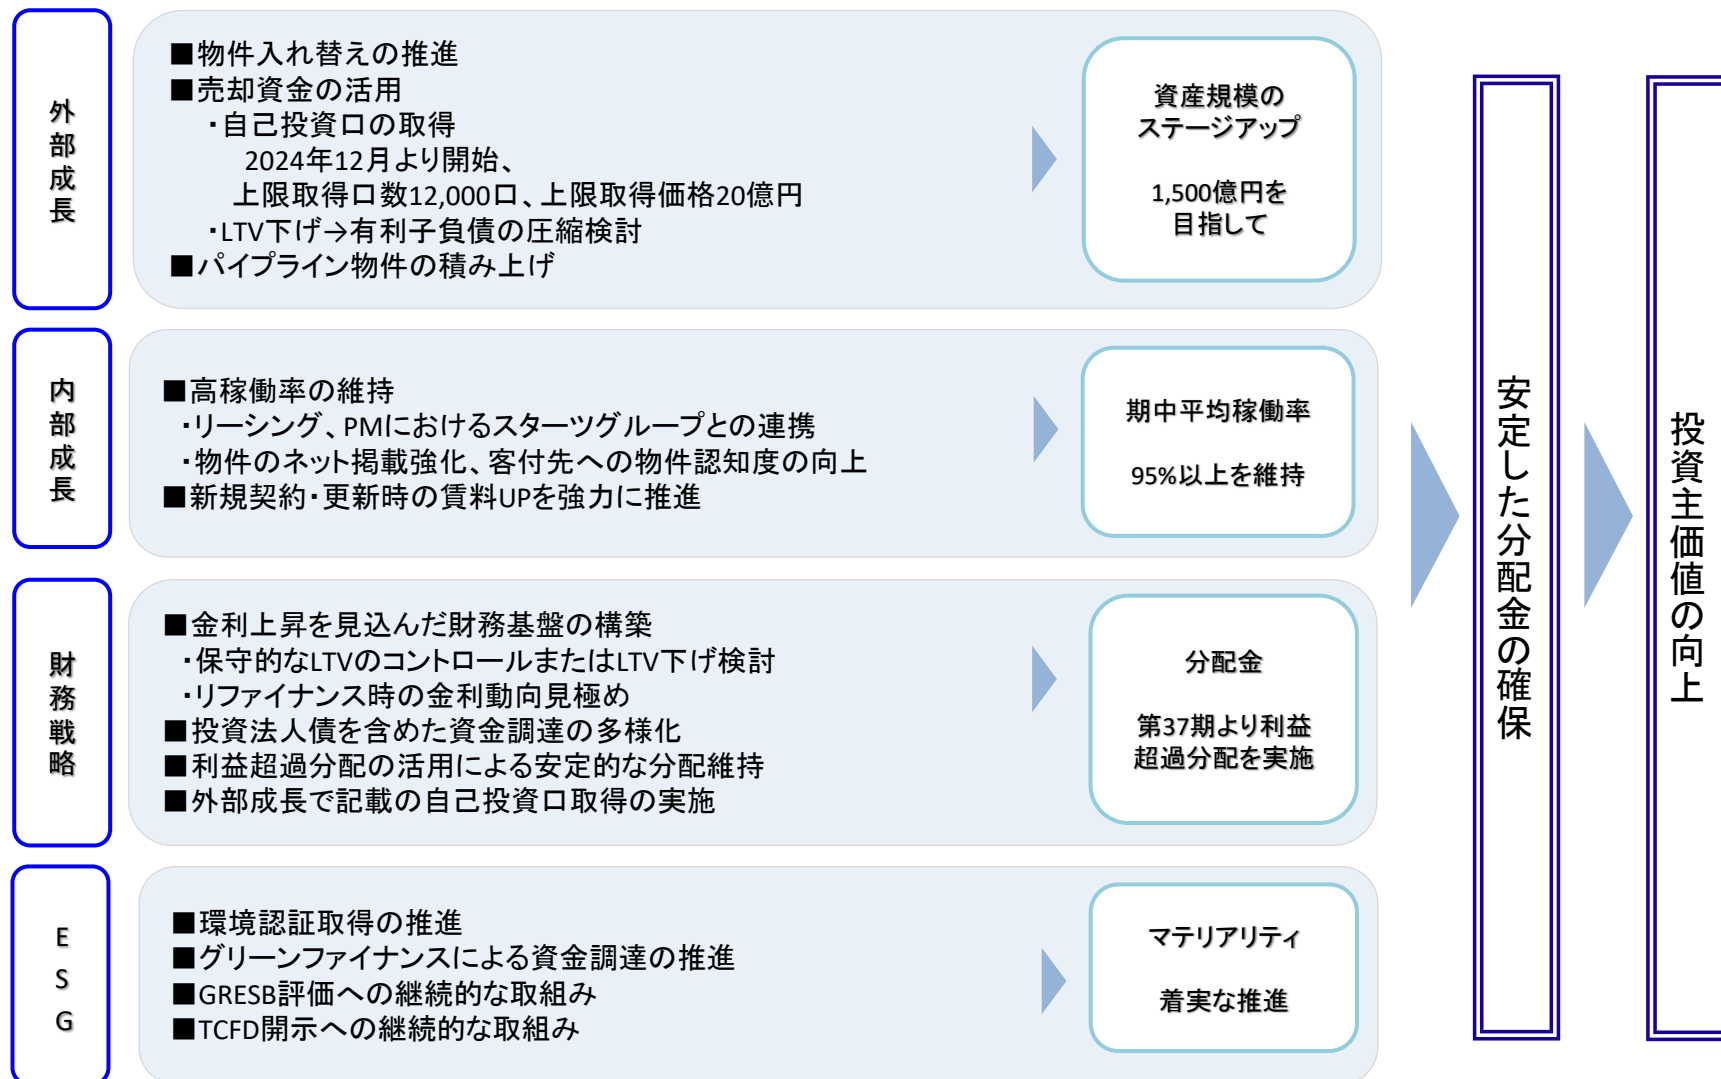 外部成長
■物件入れ替えの推進
■売却資金の活用
・自己投資口の取得
2024年12月より開始、
上限取得口数12,000口、上限取得価格20億円
・LTV下げ→有利子負債の圧縮検討
■パイプライン物件の積み上げ
資産規模の
ステージアップ
1,500億円を
目指して
内部成長
■高稼働率の維持
・リーシング、PMにおけるスターツグループとの連携
・物件のネット掲載強化、客付先への物件認知度の向上
■新規契約・更新時の賃料UPを強力に推進
期中平均稼働率
95%以上を維持
財務戦略
■金利上昇を見込んだ財務基盤の構築
・保守的なLTVのコントロールまたはLTV下げ検討
・リファイナンス時の金利動向見極め
■投資法人債を含めた資金調達の多様化
■利益超過分配の活用による安定的な分配維持
■外部成長で記載の自己投資口取得の実施
分配金
第37期より利益
超過分配を実施
ESG
■環境認証取得の推進
■グリーンファイナンスによる資金調達の推進
■GRESB評価への継続的な取組み
■TCFD開示への継続的な取組み
マテリアリティ
着実な推進
安定した分配金の確保
投資主価値の向上